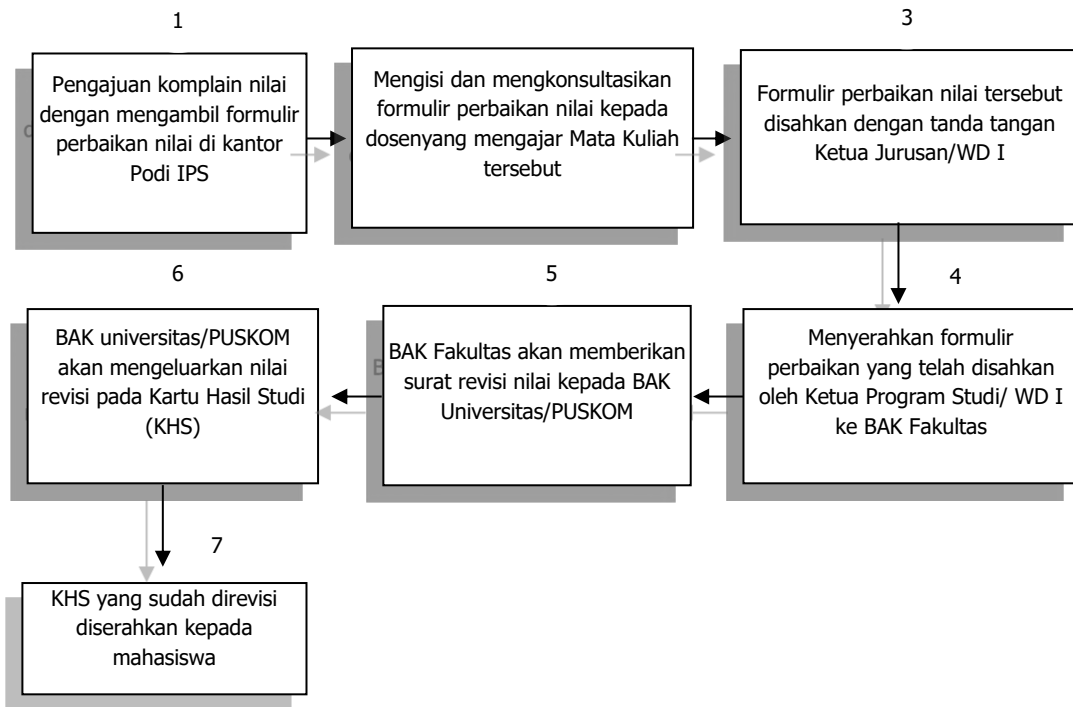 1
Pengajuan komplain nilai
dengan mengambil formulir
perbaikan nilai di kantor
Podi IPS
Mengisi dan mengkonsultasikan
formulir perbaikan nilai kepada
dosenyang mengajar Mata Kuliah
tersebut
3
Formulir perbaikan nilai tersebut
disahkan dengan tanda tangan
Ketua Jurusan/WD I
4
Menyerahkan formulir
perbaikan yang telah disahkan
oleh Ketua Program Studi/ WD I
ke BAK Fakultas
5
BAK Fakultas akan memberikan
surat revisi nilai kepada BAK
Universitas/PUSKOM
6
BAK universitas/PUSKOM
akan mengeluarkan nilai
revisi pada Kartu Hasil Studi
(KHS)
7
KHS yang sudah direvisi
diserahkan kepada
mahasiswa